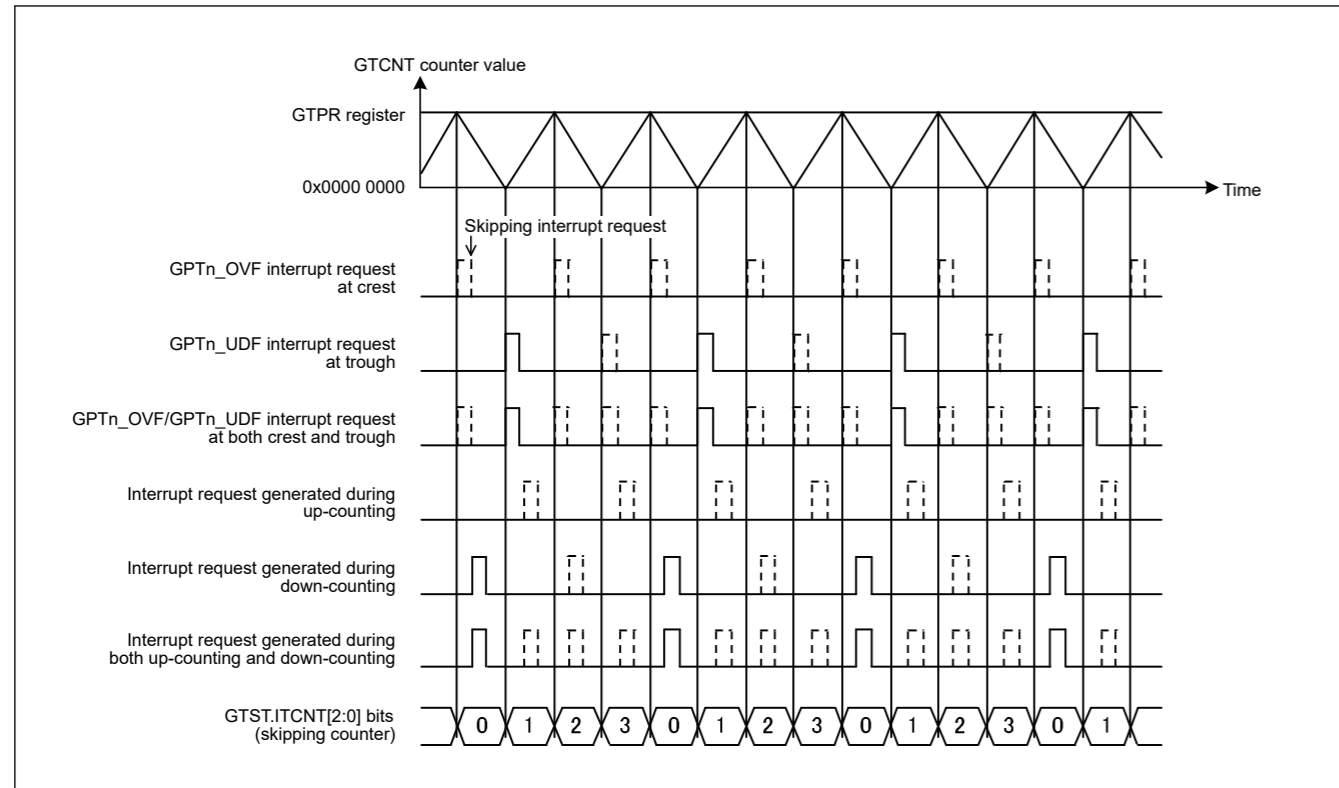 GTCNT counter value
GTPR register
0x0000 0000
Time
Skipping interrupt request
GPTn_OVF interrupt request
at crest
GPTn_UDF interrupt request
at trough
GPTn_OVF/GPTn_UDF interrupt request
at both crest and trough
Interrupt request generated during
up-counting
Interrupt request generated during
down-counting
Interrupt request generated during
both up-counting and down-counting
GTST.ITCNT[2:0] bits
(skipping counter)
0 1 2 3 0 1 2 3 0 1 2 3 0 1